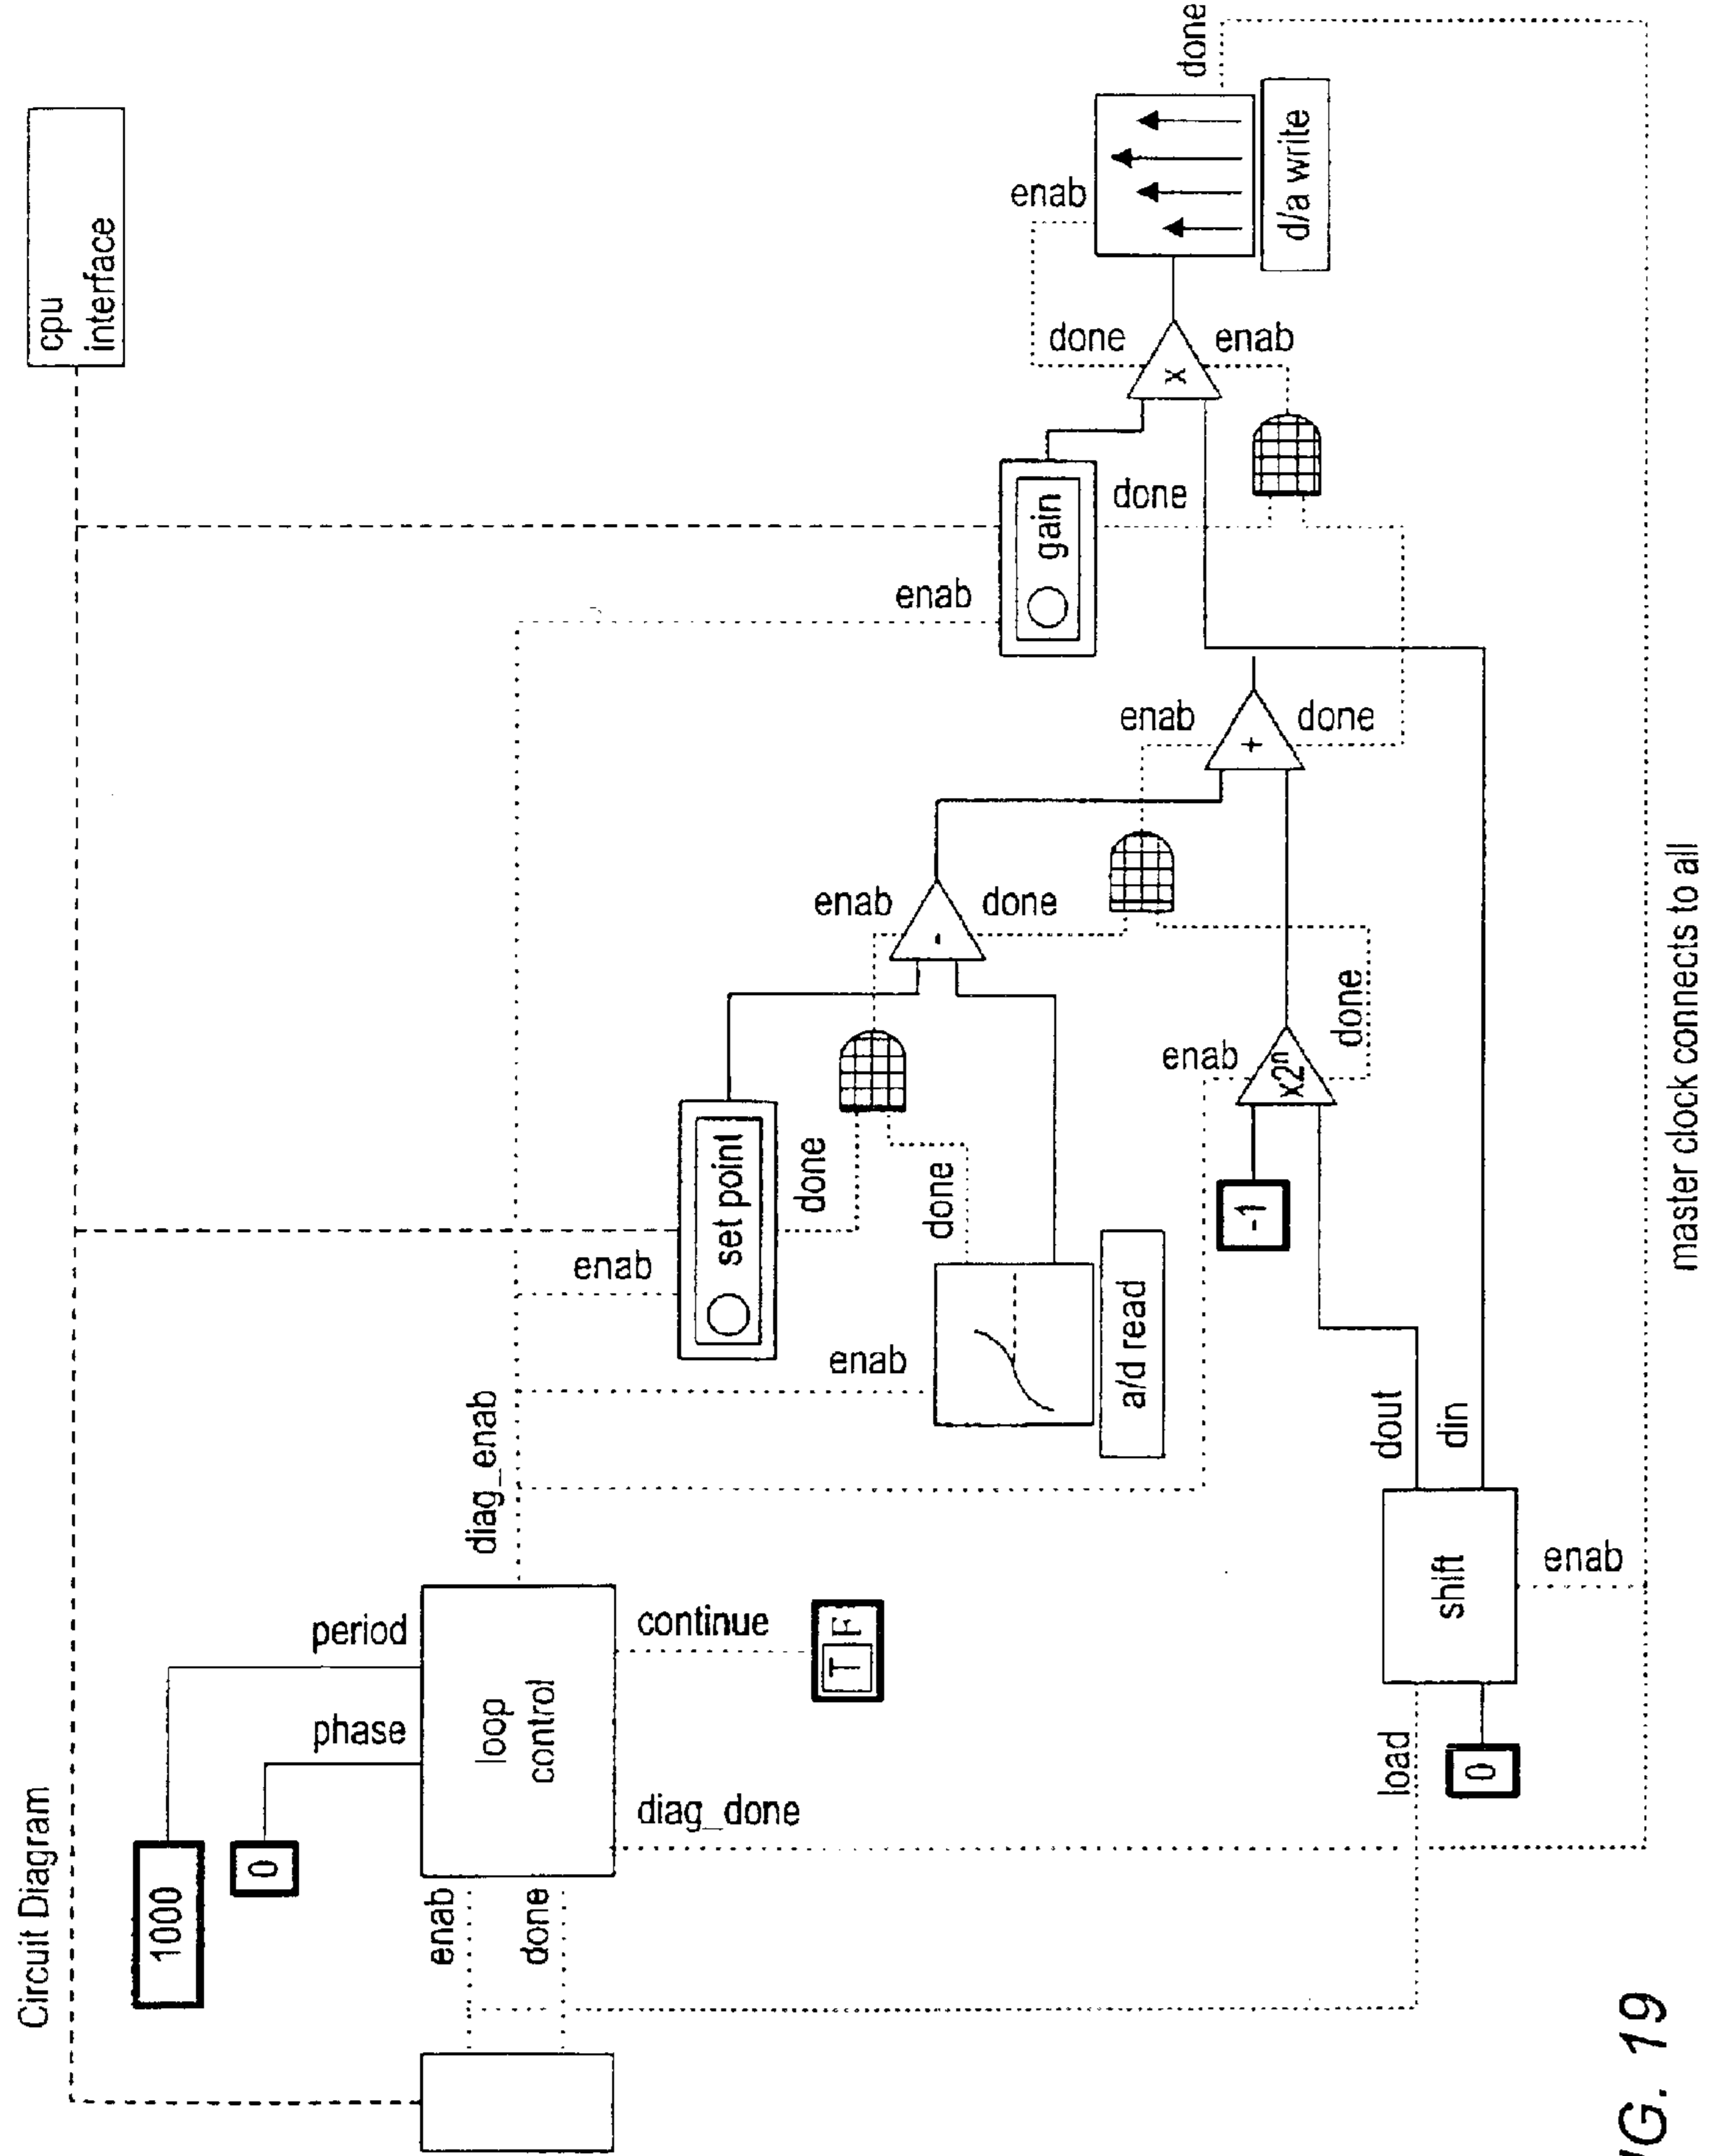 Circuit Diagram
cpu
interface
1000
0
phase
period
enab
done
loop
control
diag_enab
continue
T F
diag_done
enab
set point
done
enab
a/d read
done
enab
done
-
enab
x2ⁿ
done
-1
enab
+
done
enab
gain
done
done
x
enab
enab
d/a write
done
load
0
shift
dout
din
enab
master clock connects to all
IG. 19